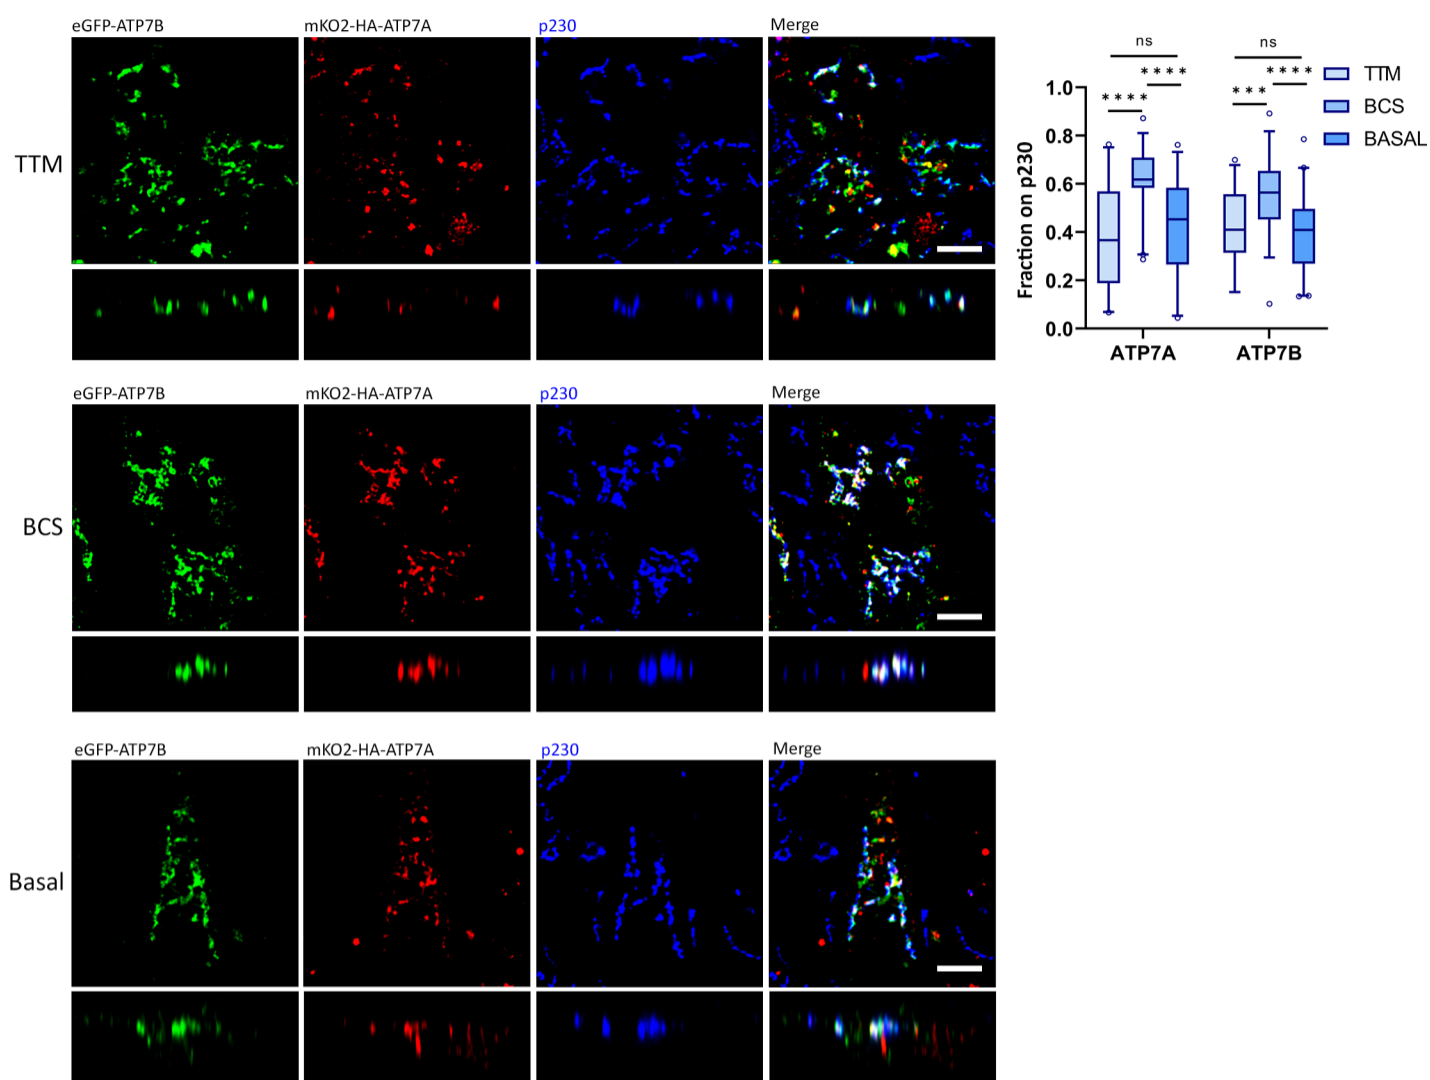 eGFP-ATP7B mKO2-HA-ATP7A p230 Merge
TTM
ns ns
**** **** *** ****
TTM
BCS
BASAL
Fraction on p230
1.0
0.8
0.6
0.4
0.2
0.0
ATP7A ATP7B
eGFP-ATP7B mKO2-HA-ATP7A p230 Merge
BCS
eGFP-ATP7B mKO2-HA-ATP7A p230 Merge
Basal